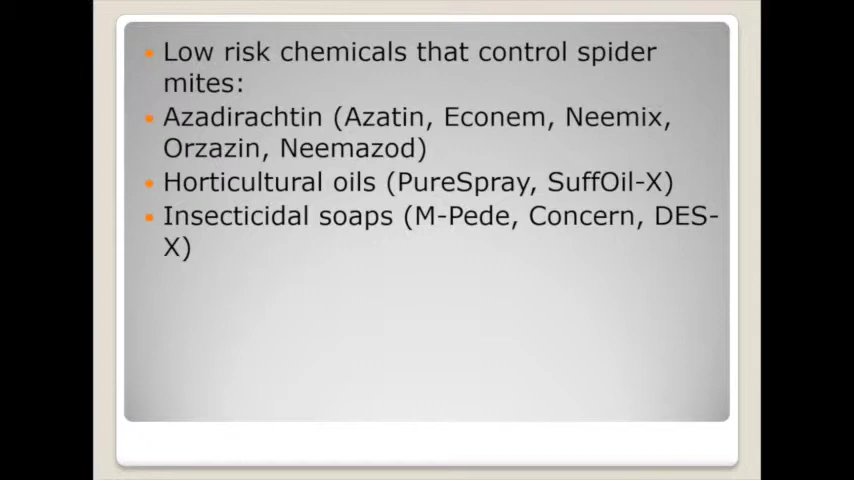 Low risk chemicals that control spider
mites:
Azadirachtin (Azatin, Econem, Neemix,
Orzazin, Neemazod)
Horticultural oils (PureSpray, SuffOil-X)
Insecticidal soaps (M-Pede, Concern, DES-
X)